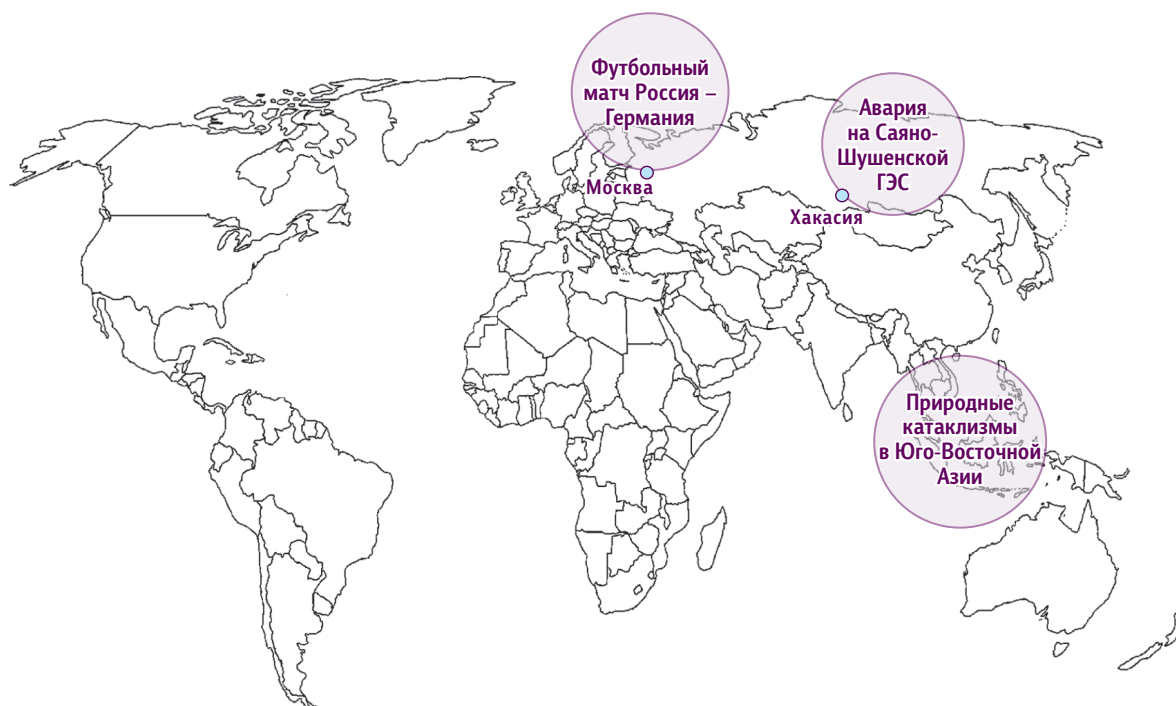 Футбольный
матч Россия –
Германия
Москва
Авария
на Саяно-
Шушенской
ГЭС
Хакасия
Природные
катаклизмы
в Юго-Восточной
Азии